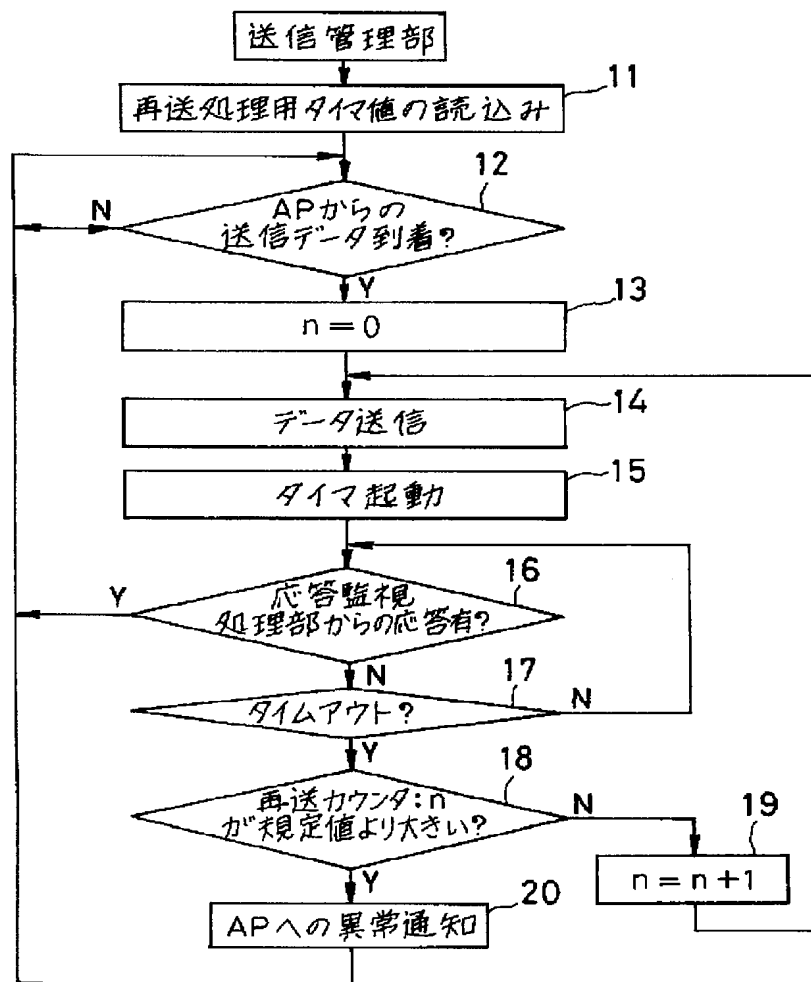 送信管理部
11
再送処理用タイマ値の読込み
12
N
APからの
送信データ到着?
Y
13
n=0
14
データ送信
15
タイマ起動
16
Y
応答監視
処理部からの応答有?
N
17
タイムアウト?
N
Y
18
再送カウンタ:n
が規定値より大きい?
N
19
n=n+1
Y
20
APへの異常通知